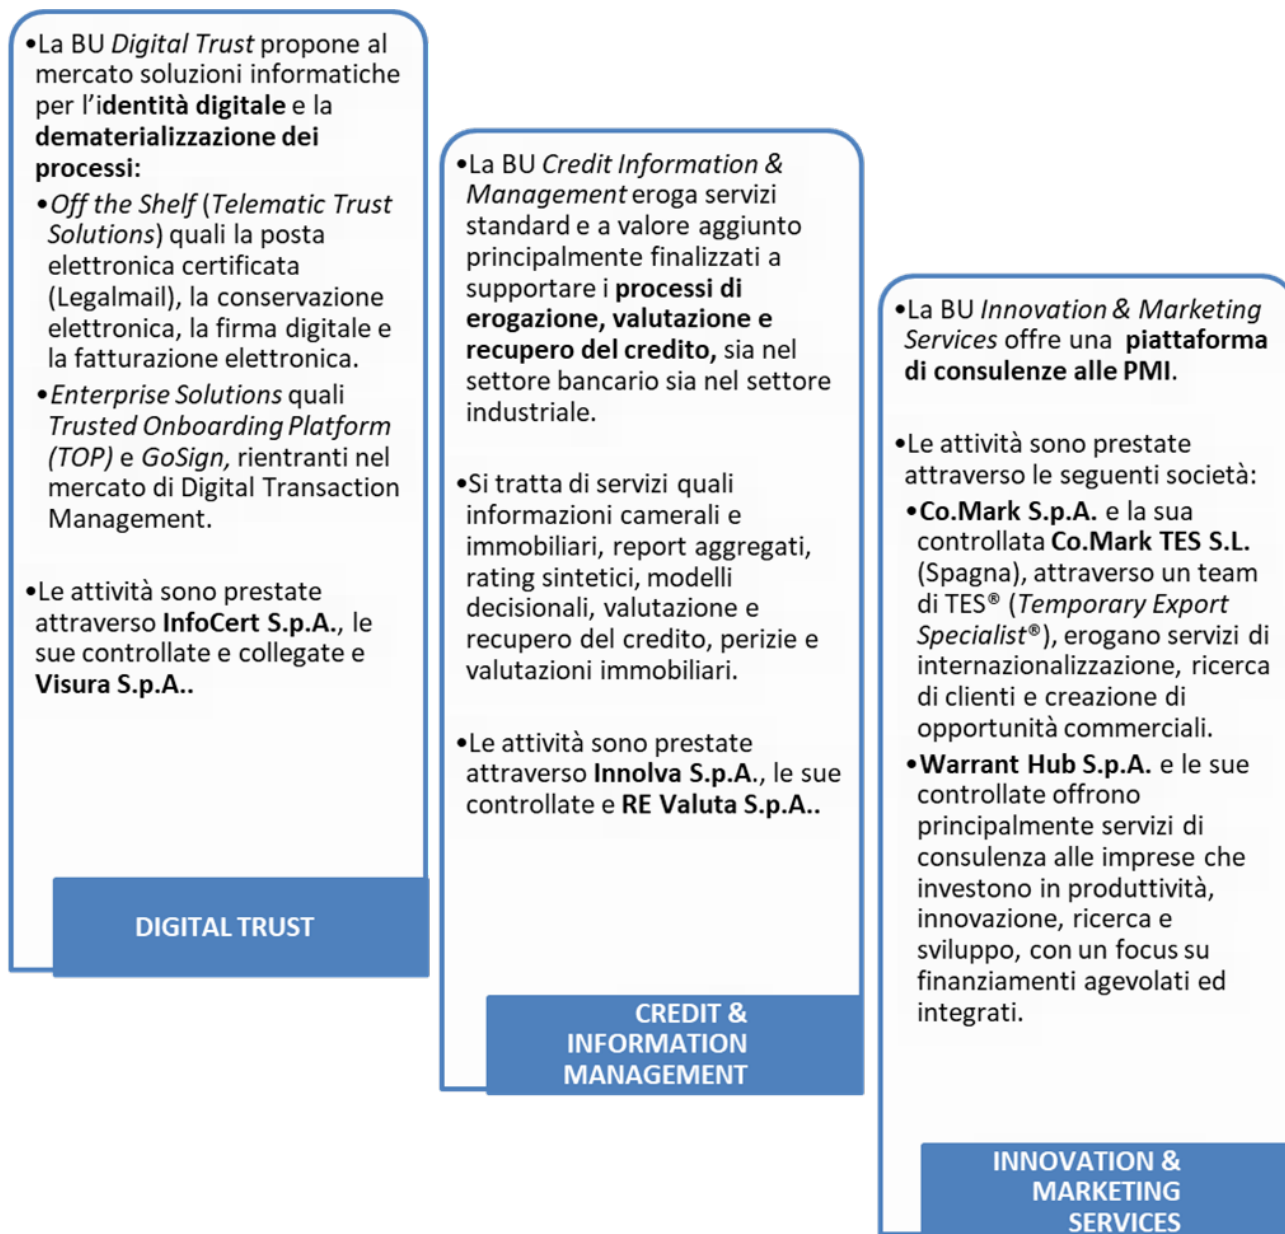 •La BU Digital Trust propone al
mercato soluzioni informatiche
per l'identità digitale e la
dematerializzazione dei
processi:
•Off the Shelf (Telematic Trust
Solutions) quali la posta
elettronica certificata
(Legalmail), la conservazione
elettronica, la firma digitale e
la fatturazione elettronica.
•Enterprise Solutions quali
Trusted Onboarding Platform
(TOP) e GoSign, rientranti nel
mercato di Digital Transaction
Management.
•Le attività sono prestate
attraverso InfoCert S.p.A., le
sue controllate e collegate e
Visura S.p.A..
DIGITAL TRUST
•La BU Credit Information &
Management eroga servizi
standard e a valore aggiunto
principalmente finalizzati a
supportare i processi di
erogazione, valutazione e
recupero del credito, sia nel
settore bancario sia nel settore
industriale.
•Si tratta di servizi quali
informazioni camerali e
immobiliari, report aggregati,
rating sintetici, modelli
decisionali, valutazione e
recupero del credito, perizie e
valutazioni immobiliari.
•Le attività sono prestate
attraverso Innolva S.p.A., le sue
controllate e RE Valuta S.p.A..
CREDIT &
INFORMATION
MANAGEMENT
•La BU Innovation & Marketing
Services offre una piattaforma
di consulenze alle PMI.
•Le attività sono prestate
attraverso le seguenti società:
•Co.Mark S.p.A. e la sua
controllata Co.Mark TES S.L.
(Spagna), attraverso un team
di TES® (Temporary Export
Specialist®), erogano servizi di
internazionalizzazione, ricerca
di clienti e creazione di
opportunità commerciali.
•Warrant Hub S.p.A. e le sue
controllate offrono
principalmente servizi di
consulenza alle imprese che
investono in produttività,
innovazione, ricerca e
sviluppo, con un focus su
finanziamenti agevolati ed
integrati.
INNOVATION &
MARKETING
SERVICES